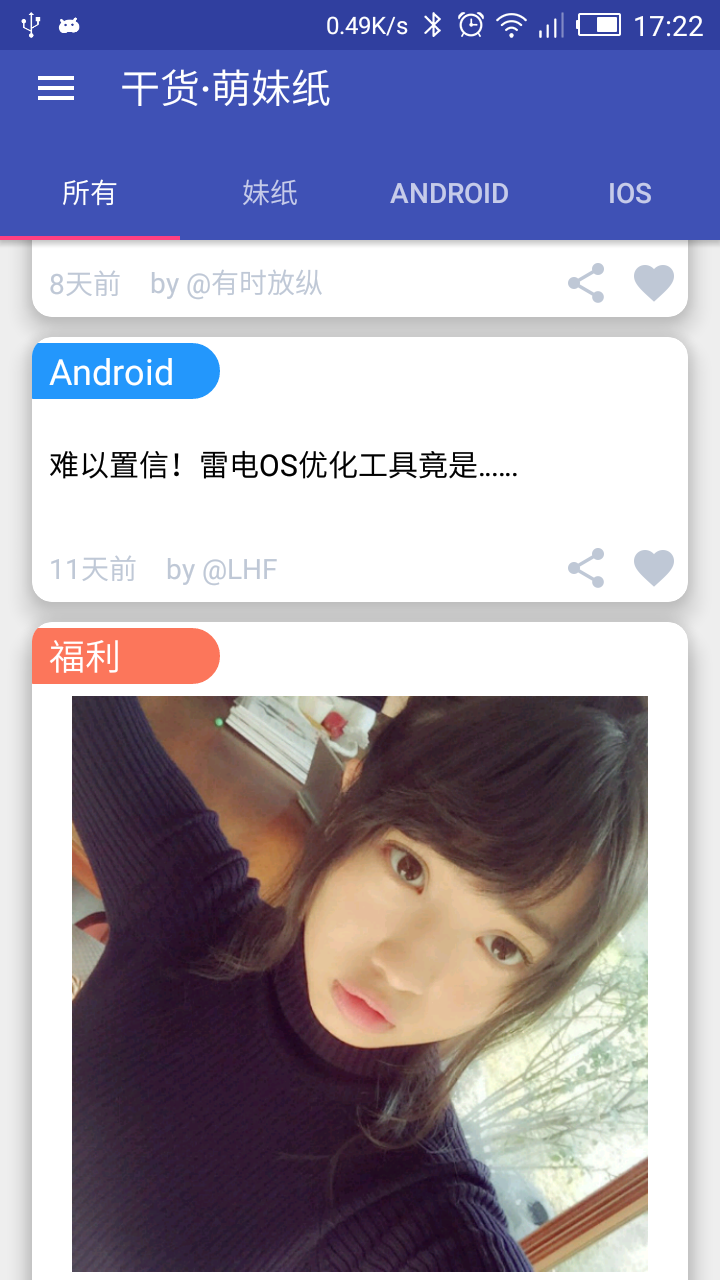 0.49K/s 17:22
干货·萌妹纸
所有 妹纸 ANDROID IOS
8天前 by @有时放纵
Android
难以置信！雷电OS优化工具竟是……
11天前 by @LHF
福利